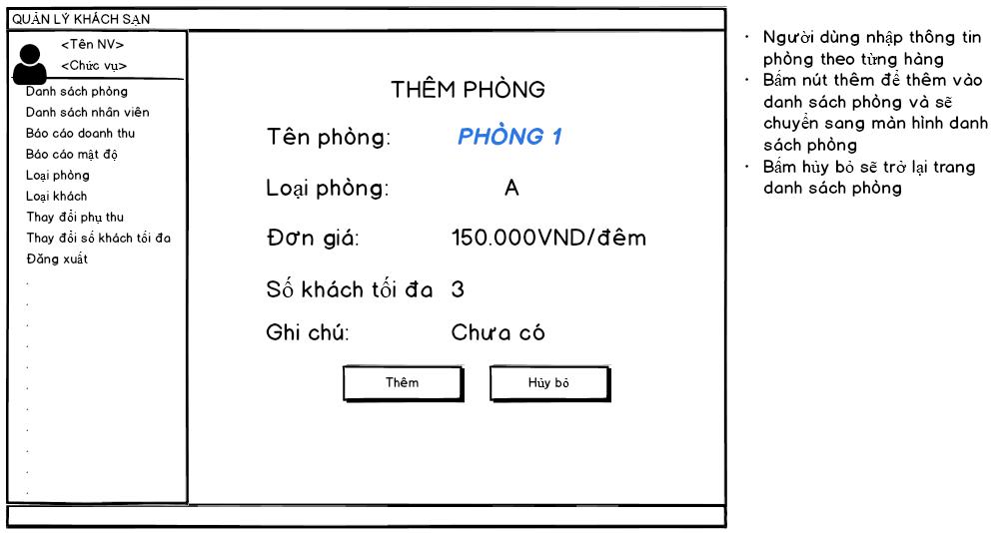 QUẢN LÝ KHÁCH SẠN
<Tên NV>
<Chức vụ>
Danh sách phòng
Danh sách nhân viên
Báo cáo doanh thu
Báo cáo mật độ
Loại phòng
Loại khách
Thay đổi phụ thu
Thay đổi số khách tối đa
Đăng xuất
.
.
.
.
.
.
.
.
.
.
.
THÊM PHÒNG
Tên phòng: PHÒNG 1
Loại phòng: A
Đơn giá: 150.000VND/đêm
Số khách tối đa 3
Ghi chú: Chưa có
Thêm Hủy bỏ
· Người dùng nhập thông tin
phòng theo từng hàng
· Bấm nút thêm để thêm vào
danh sách phòng và sẽ
chuyển sang màn hình danh
sách phòng
· Bấm hủy bỏ sẽ trở lại trang
danh sách phòng